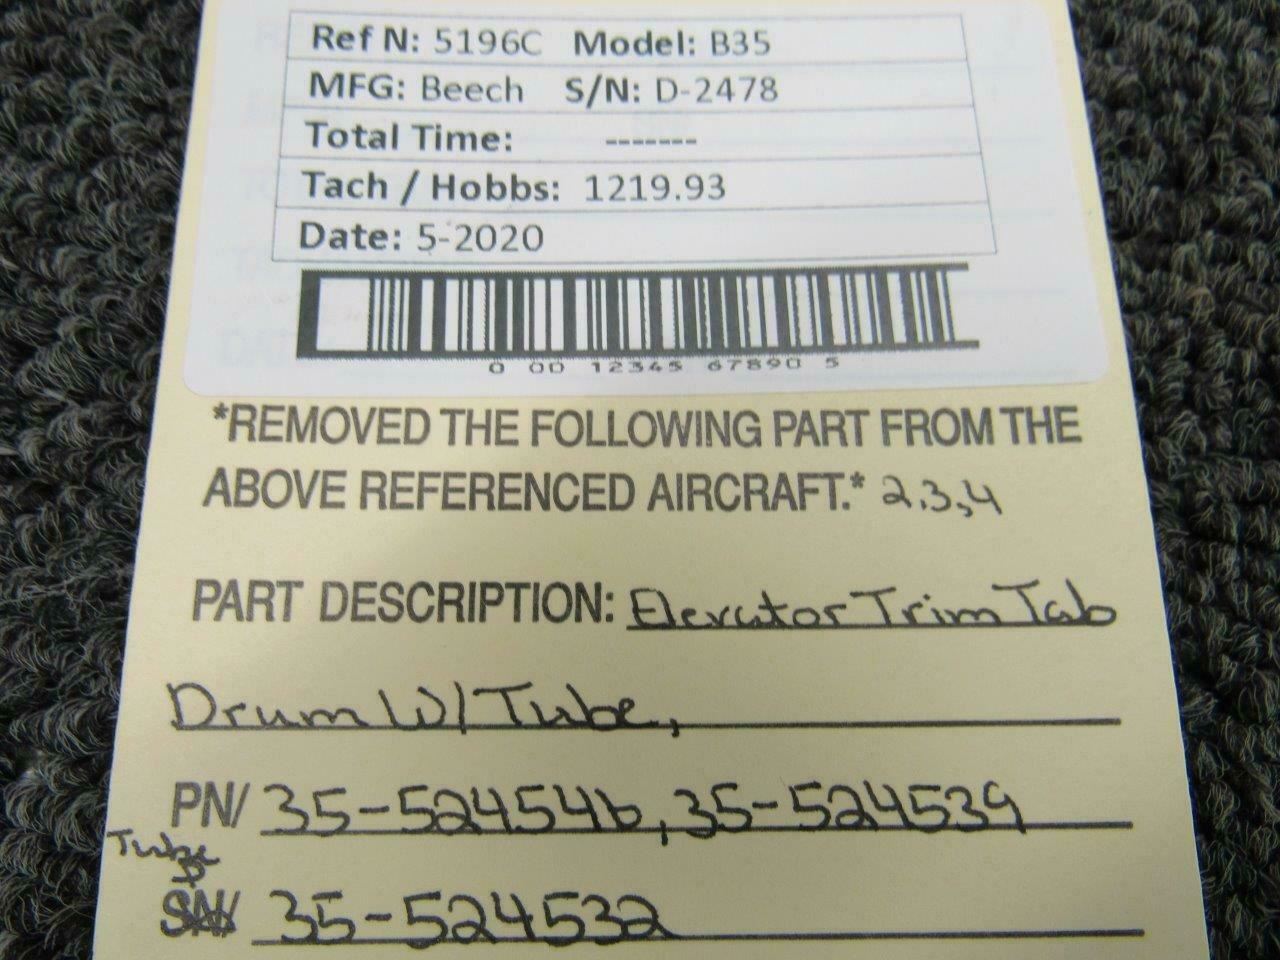 Ref N: 5196C Model: B35
MFG: Beech S/N: D-2478
Total Time: -------
Tach / Hobbs: 1219.93
Date: 5-2020
0 00 12345 67890 5
*REMOVED THE FOLLOWING PART FROM THE
ABOVE REFERENCED AIRCRAFT.* 2,3,4
PART DESCRIPTION: Elevator Trim Tab
Drum W/ Tube,
PN/ 35-524546, 35-524539
Tube
P
SN/ 35-524532